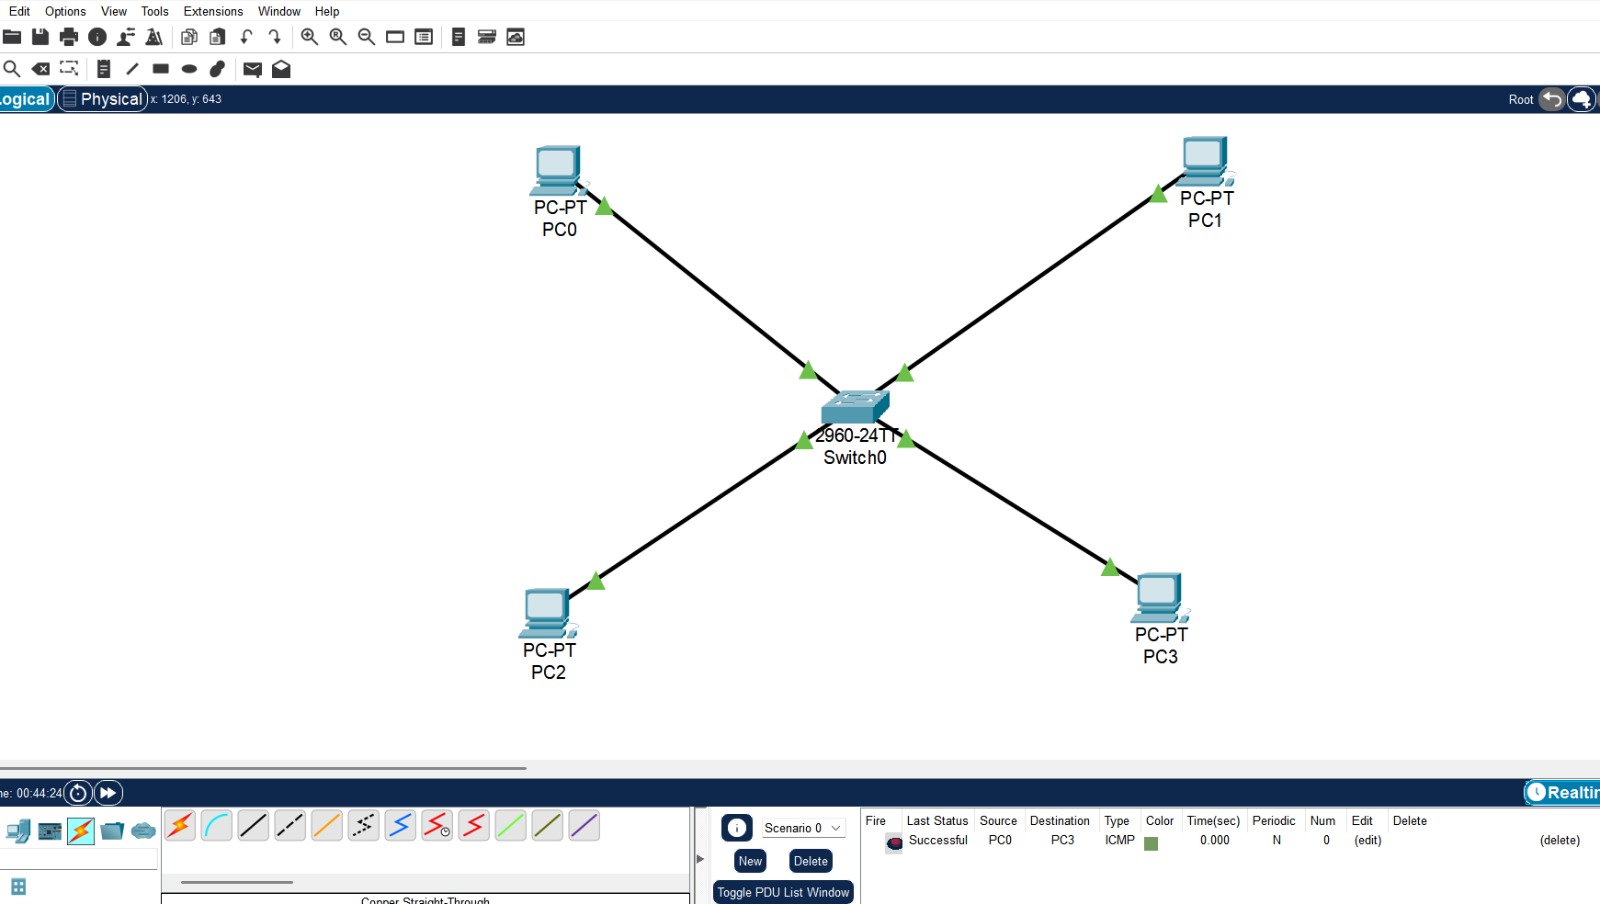 Edit Options View Tools Extensions Window Help
ogical Physical x: 1206, y: 643 Root
PC-PT
PC0
PC-PT
PC1
2960-24TT
Switch0
PC-PT
PC2
PC-PT
PC3
ne: 00:44:24 Realtin
Scenario 0
New Delete
Toggle PDU List Window
Fire Last Status Source Destination Type Color Time(sec) Periodic Num Edit Delete
Successful PC0 PC3 ICMP 0.000 N 0 (edit) (delete)
Copper Straight-Through